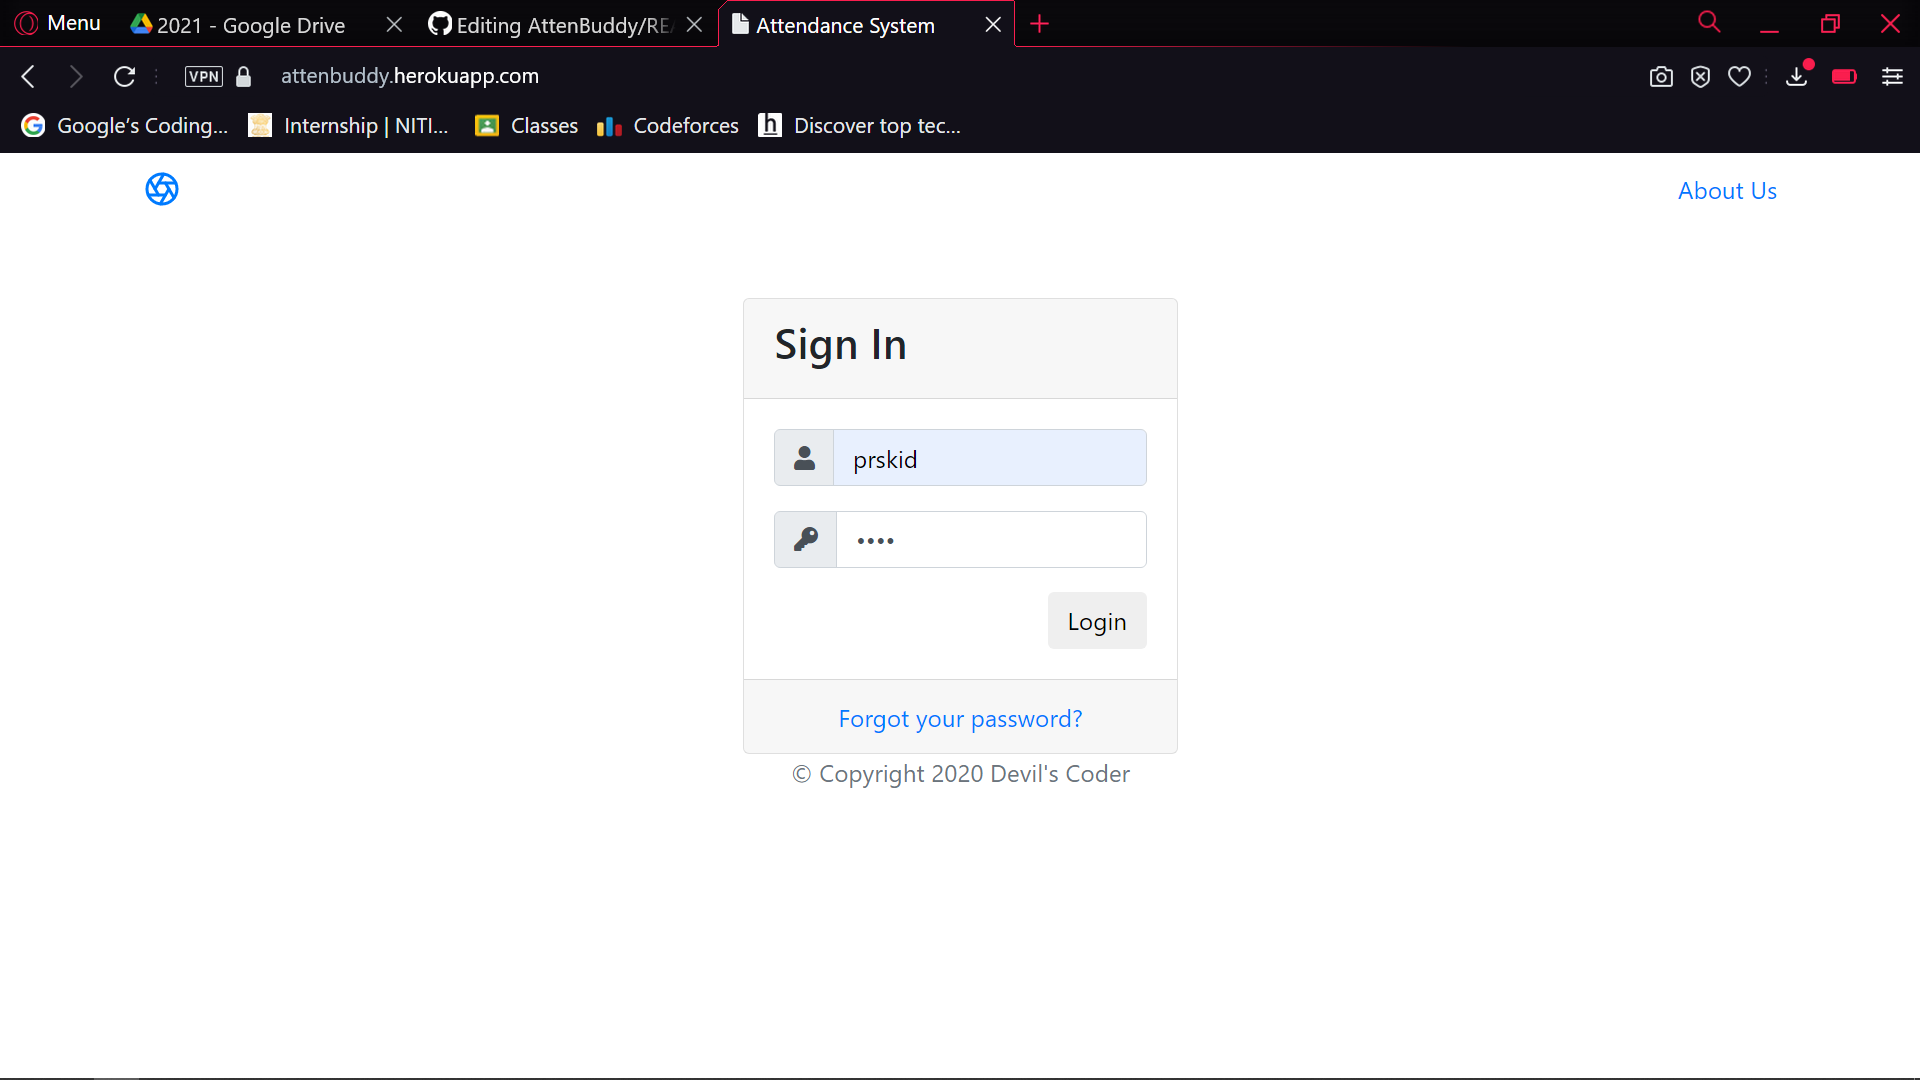 Menu
2021 - Google Drive
Editing AttenBuddy/RE
Attendance System
VPN
attenbuddy.herokuapp.com
Google’s Coding...
Internship | NITI...
Classes
Codeforces
h
Discover top tec...
About Us
Sign In
prskid
••••
Login
Forgot your password?
© Copyright 2020 Devil's Coder